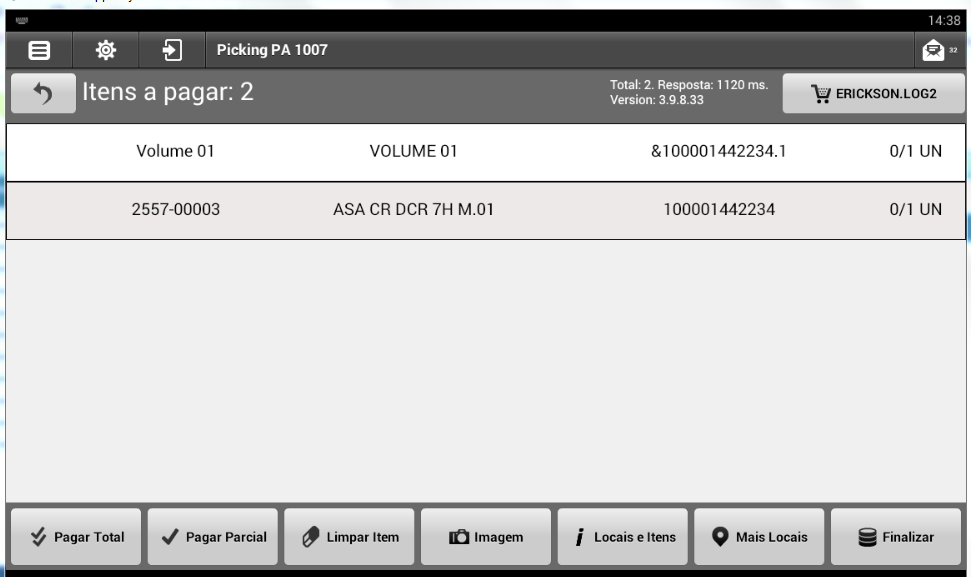 14:38
Picking PA 1007
32
Itens a pagar: 2
Total: 2. Resposta: 1120 ms.
Version: 3.9.8.33
ERICKSON.LOG2
Volume 01 VOLUME 01 &100001442234.1 0/1 UN
2557-00003 ASA CR DCR 7H M.01 100001442234 0/1 UN
Pagar Total Pagar Parcial Limpar Item Imagem Locais e Itens Mais Locais Finalizar